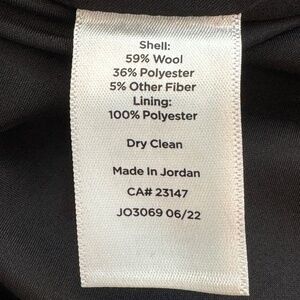 Shell:
59% Wool
36% Polyester
5% Other Fiber
Lining:
100% Polyester
Dry Clean
Made In Jordan
CA# 23147
JO3069 06/22